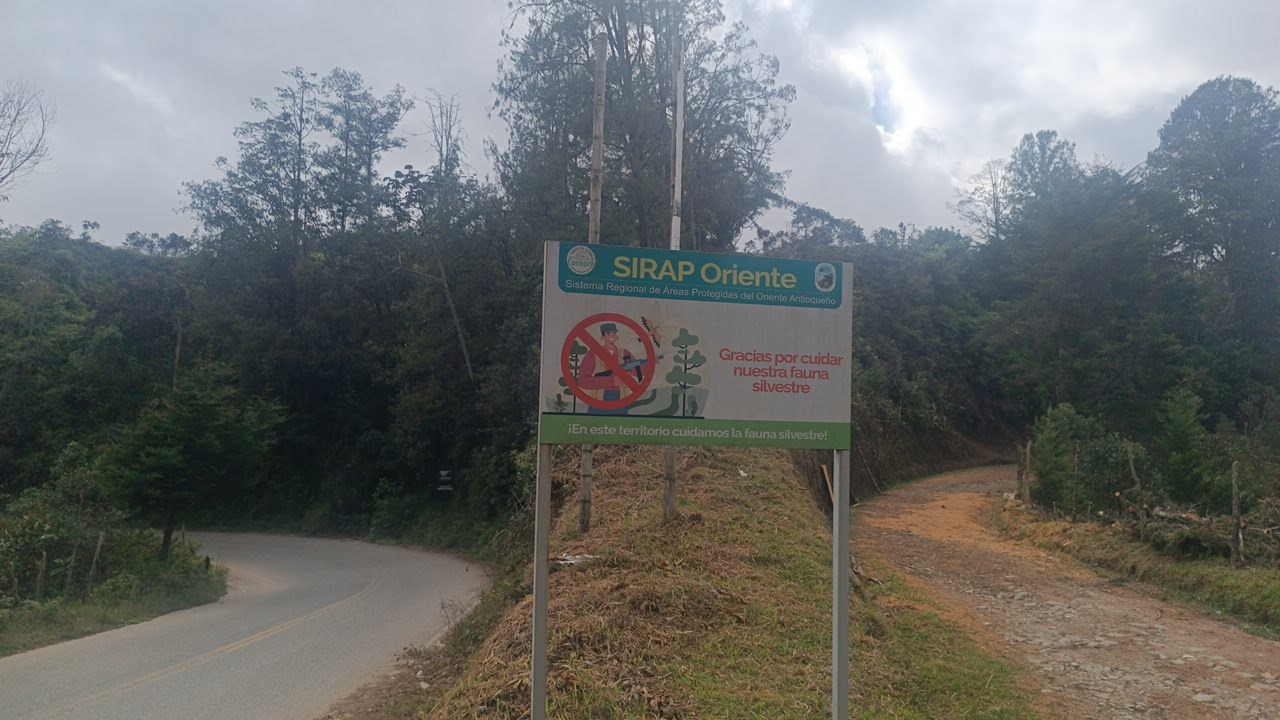 SIRAP Oriente
Sistema Regional de Áreas Protegidas del Oriente Antioqueño
Gracias por cuidar
nuestra fauna
silvestre
¡En este territorio cuidamos la fauna silvestre!